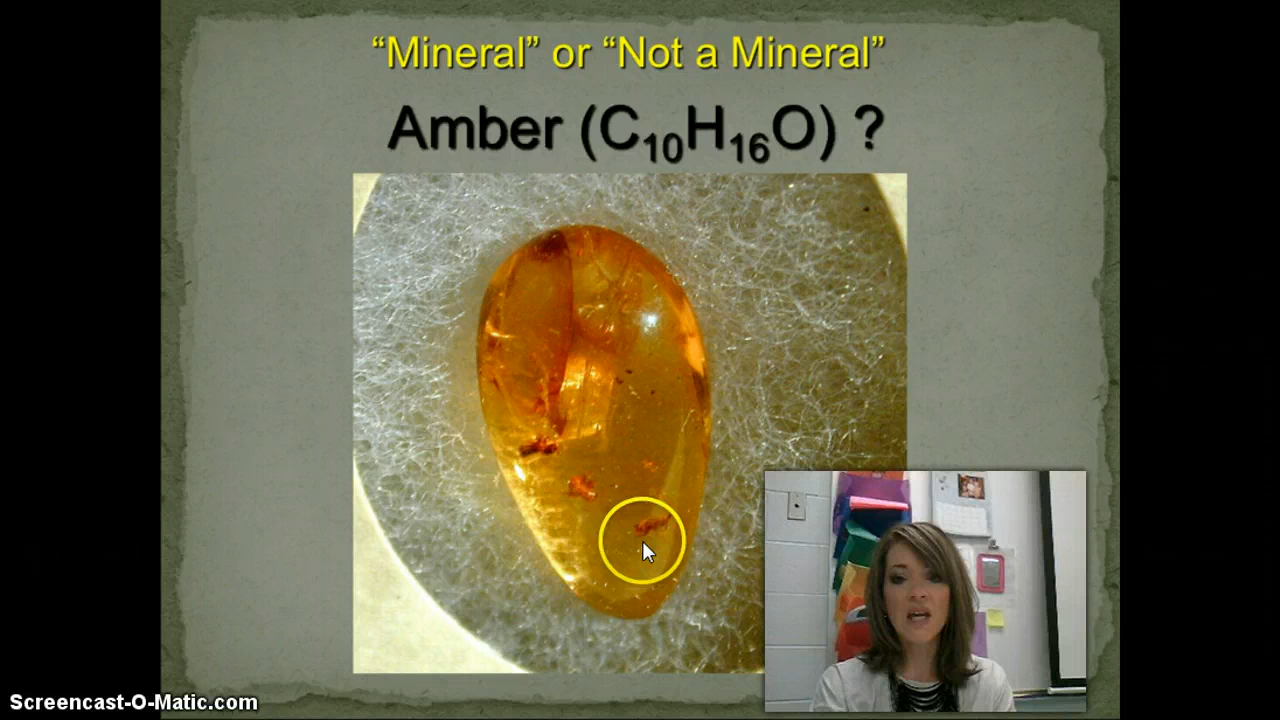 “Mineral” or “Not a Mineral”
Amber (C₁₀H₁₆O) ?
Screencast-O-Matic.com